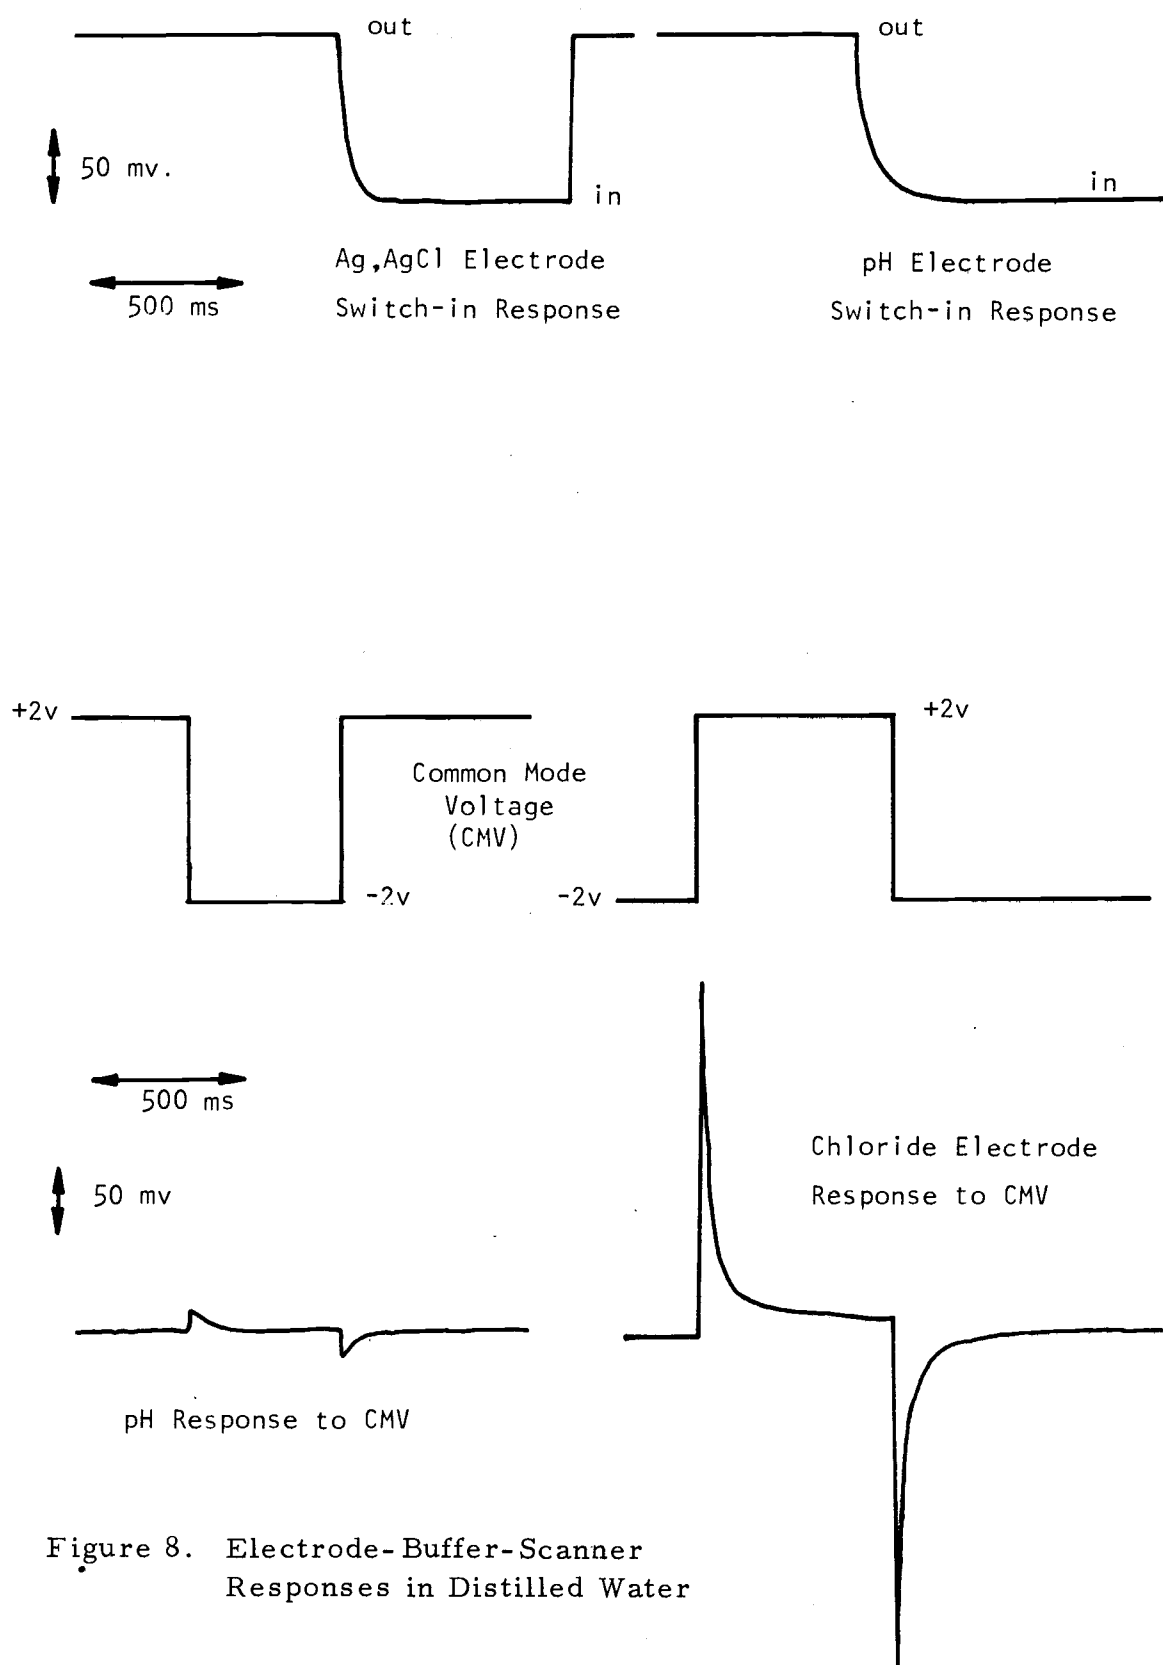 out
out
50 mv.
in
in
Ag,AgCl Electrode
Switch-in Response
pH Electrode
Switch-in Response
500 ms
+2v
+2v
Common Mode
Voltage
(CMV)
-2v
-2v
500 ms
50 mv
Chloride Electrode
Response to CMV
pH Response to CMV
Figure 8. Electrode-Buffer-Scanner
Responses in Distilled Water